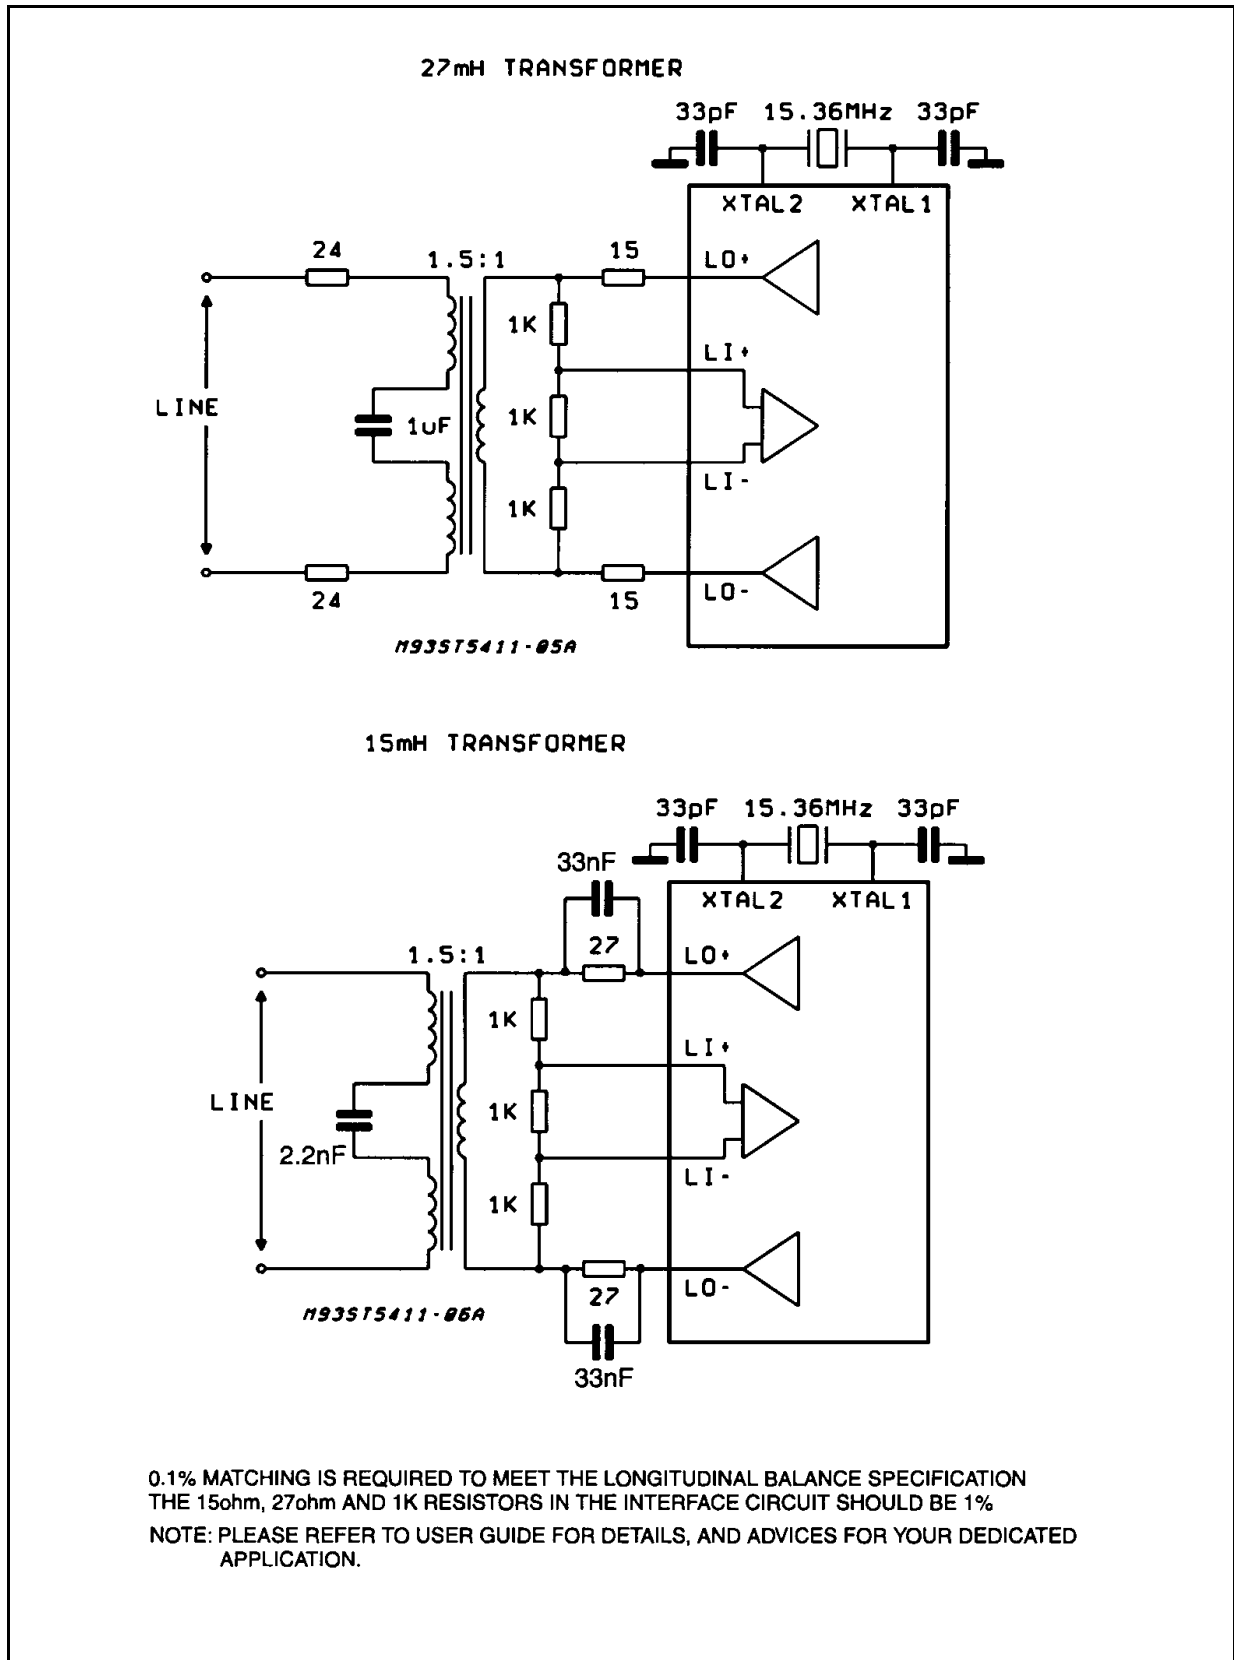 27mH TRANSFORMER
33pF 15.36MHz 33pF
XTAL2 XTAL1
24 1.5:1 15 LO+
1K
LI+
LINE 1uF 1K
LI-
1K
LO-
24 15
M93ST5411-05A
15mH TRANSFORMER
33pF 15.36MHz 33pF
33nF
XTAL2 XTAL1
1.5:1 27 LO+
1K
LI+
LINE 1K
2.2nF
LI-
1K
27 LO-
M93ST5411-06A
33nF
0.1% MATCHING IS REQUIRED TO MEET THE LONGITUDINAL BALANCE SPECIFICATION
THE 15ohm, 27ohm AND 1K RESISTORS IN THE INTERFACE CIRCUIT SHOULD BE 1%
NOTE: PLEASE REFER TO USER GUIDE FOR DETAILS, AND ADVICES FOR YOUR DEDICATED
APPLICATION.